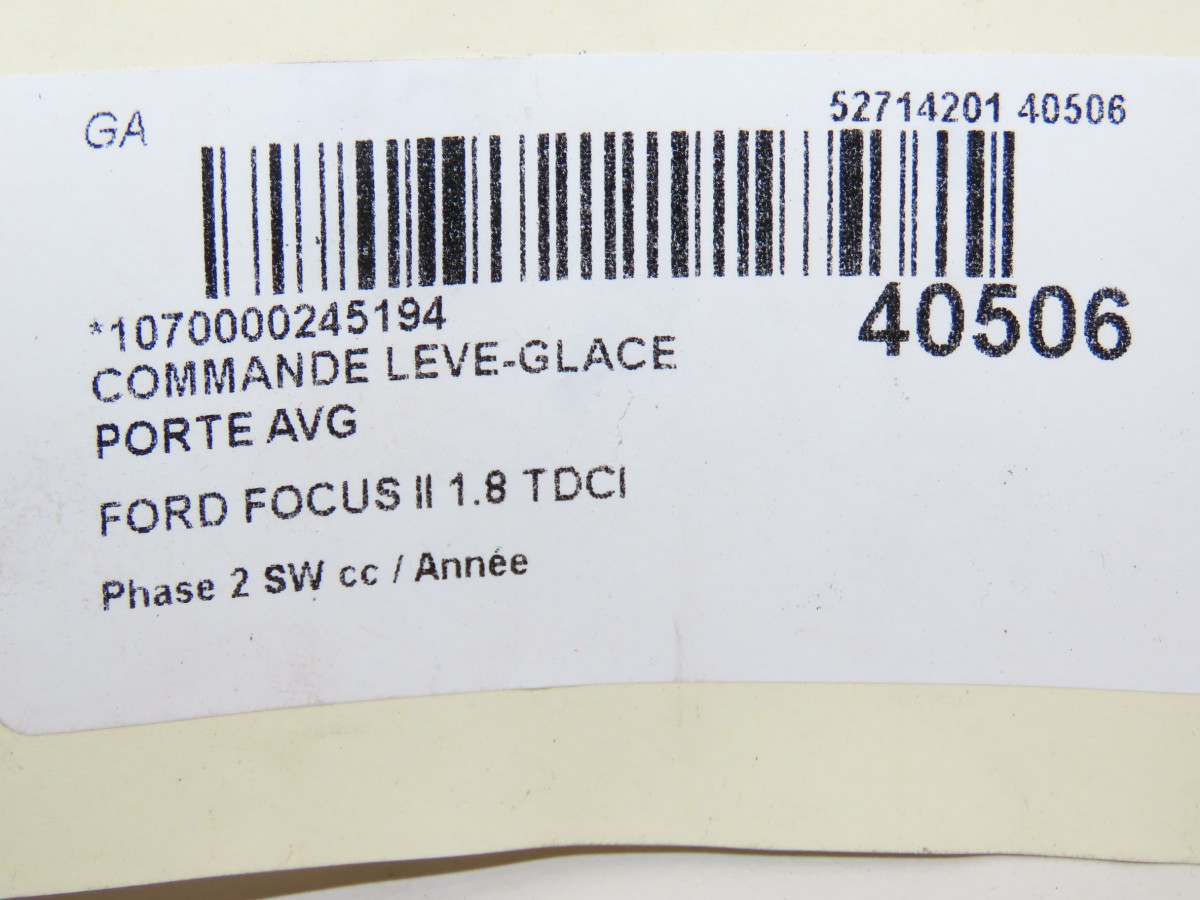 GA
52714201 40506
*1070000245194
40506
COMMANDE LEVE-GLACE
PORTE AVG
FORD FOCUS II 1.8 TDCI
Phase 2 SW cc / Année